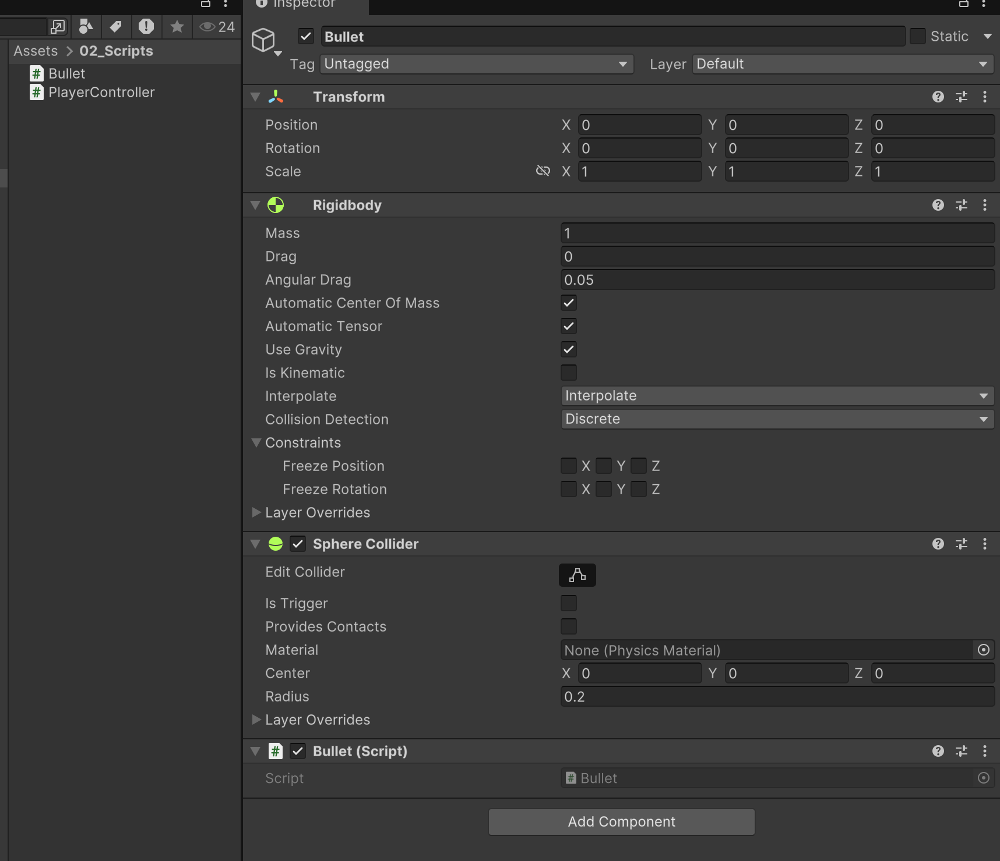 Inspector
24
Assets > 02_Scripts
Bullet
PlayerController
Bullet
Static
Tag Untagged Layer Default
Transform
Position X 0 Y 0 Z 0
Rotation X 0 Y 0 Z 0
Scale X 1 Y 1 Z 1
Rigidbody
Mass 1
Drag 0
Angular Drag 0.05
Automatic Center Of Mass
Automatic Tensor
Use Gravity
Is Kinematic
Interpolate Interpolate
Collision Detection Discrete
Constraints
Freeze Position X Y Z
Freeze Rotation X Y Z
Layer Overrides
Sphere Collider
Edit Collider
Is Trigger
Provides Contacts
Material None (Physics Material)
Center X 0 Y 0 Z 0
Radius 0.2
Layer Overrides
# Bullet (Script)
Script # Bullet
Add Component